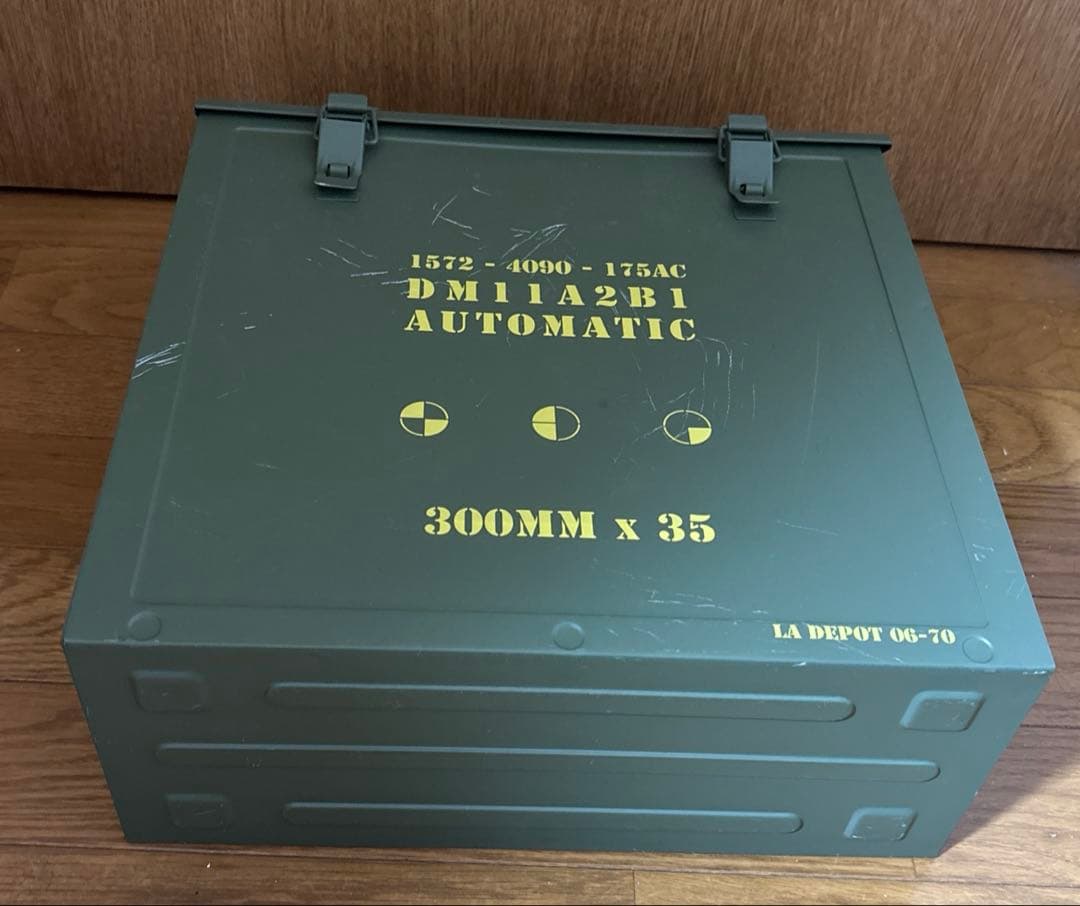 1572 - 4090 - 175AC
DM11A2B1
AUTOMATIC
300MM x 35
LA DEPOT 06-70